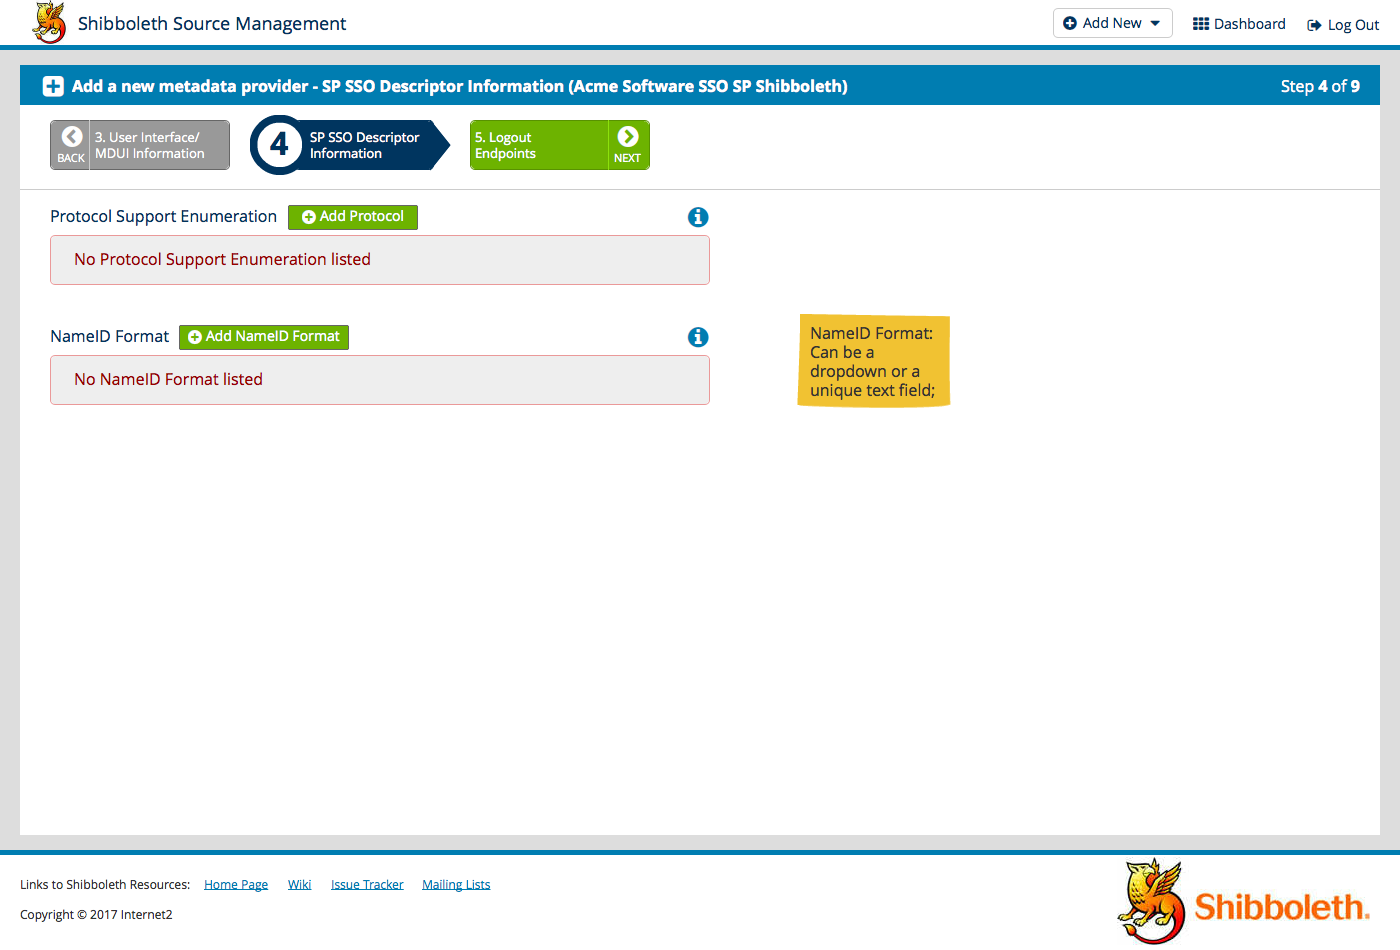 Shibboleth Source Management
Add New
Dashboard
Log Out
Add a new metadata provider - SP SSO Descriptor Information (Acme Software SSO SP Shibboleth)
Step 4 of 9
BACK
3. User Interface/
MDUI Information
4
SP SSO Descriptor
Information
5. Logout
Endpoints
NEXT
Protocol Support Enumeration
Add Protocol
No Protocol Support Enumeration listed
NameID Format
Add NameID Format
No NameID Format listed
NameID Format:
Can be a
dropdown or a
unique text field;
Links to Shibboleth Resources: Home Page Wiki Issue Tracker Mailing Lists
Copyright © 2017 Internet2
Shibboleth.